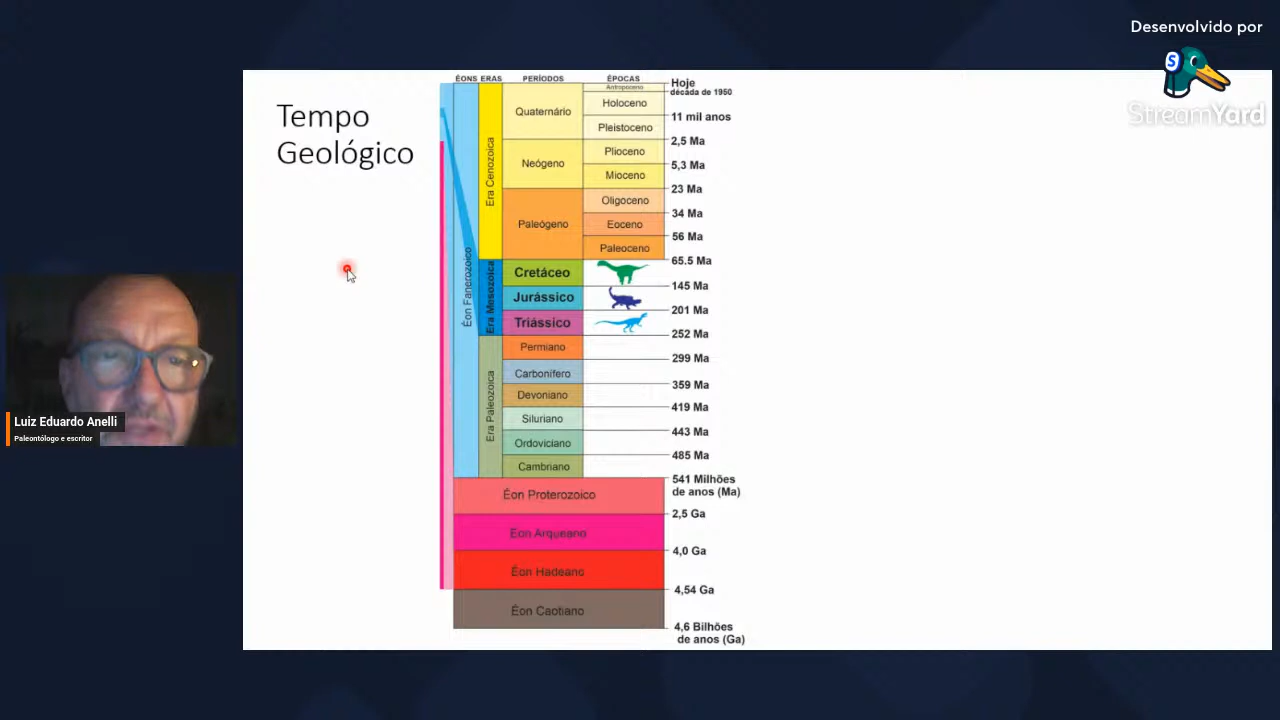 Desenvolvido por
S
StreamYard
Tempo
Geológico
ÉONS ERAS PERÍODOS ÉPOCAS
Éon Fanerozoico
Era Cenozoica
Era Mesozoica
Era Paleozoica
Quaternário
Neógeno
Paleógeno
Cretáceo
Jurássico
Triássico
Permiano
Carbonífero
Devoniano
Siluriano
Ordoviciano
Cambriano
Antropoceno
Holoceno
Pleistoceno
Plioceno
Mioceno
Oligoceno
Eoceno
Paleoceno
Éon Proterozoico
Éon Arqueano
Éon Hadeano
Éon Caotiano
Hoje
década de 1950
11 mil anos
2,5 Ma
5,3 Ma
23 Ma
34 Ma
56 Ma
65.5 Ma
145 Ma
201 Ma
252 Ma
299 Ma
359 Ma
419 Ma
443 Ma
485 Ma
541 Milhões
de anos (Ma)
2,5 Ga
4,0 Ga
4,54 Ga
4,6 Bilhões
de anos (Ga)
Luiz Eduardo Anelli
Paleontólogo e escritor